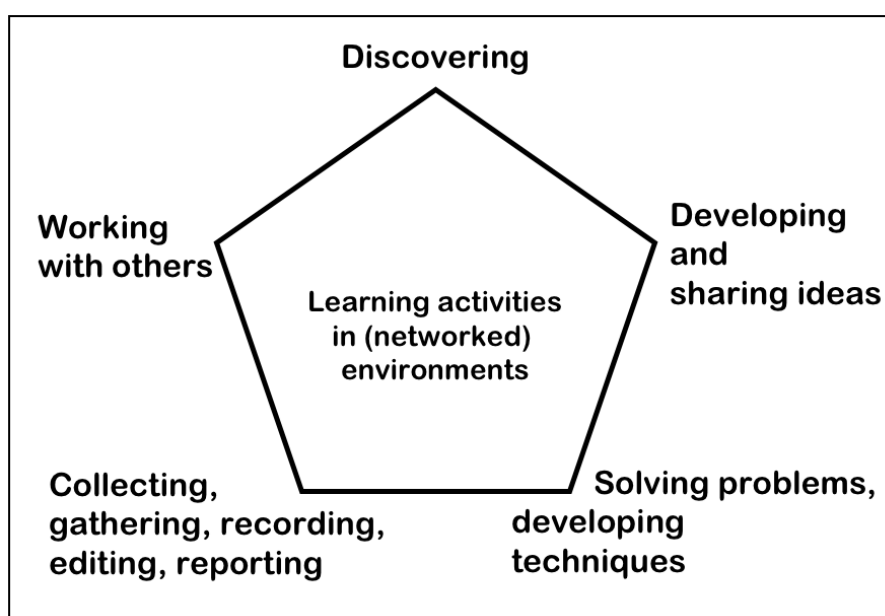 Discovering
Developing
and
sharing ideas
Working
with others
Learning activities
in (networked)
environments
Solving problems,
developing
techniques
Collecting,
gathering, recording,
editing, reporting